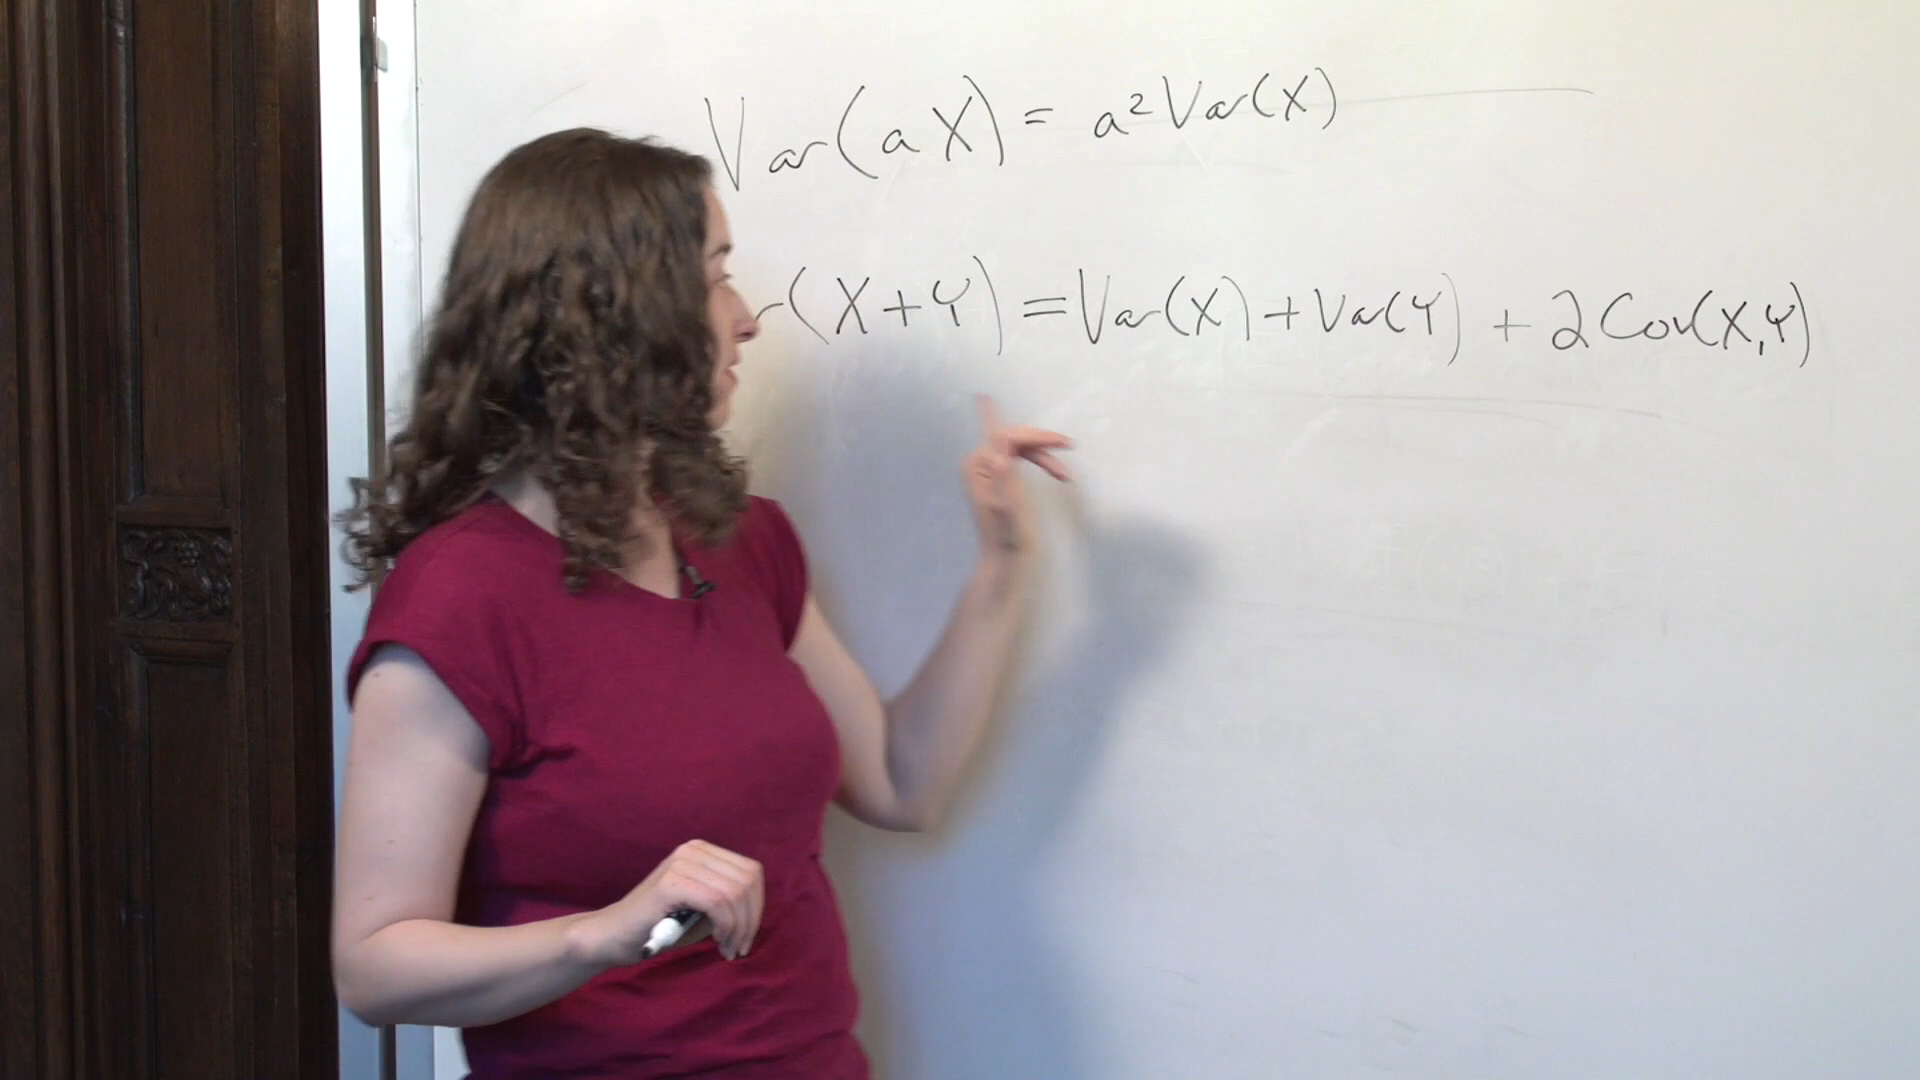 Var(aX) = a²Var(X)
r(X+Y) = Var(X) + Var(Y) + 2Cov(X,Y)